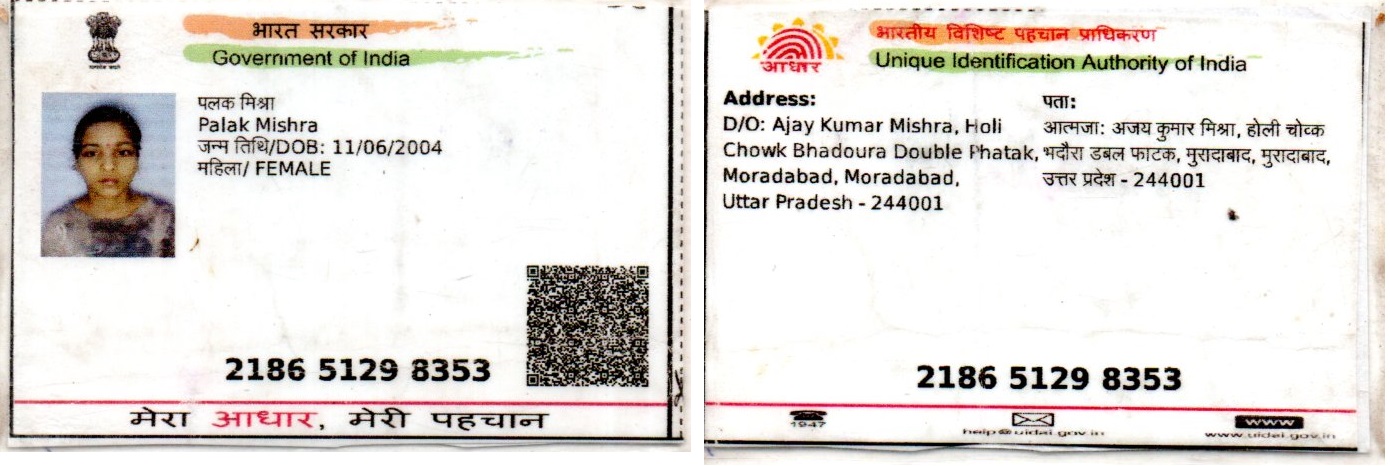 भारत सरकार
Government of India
पलक मिश्रा
Palak Mishra
जन्म तिथि/DOB: 11/06/2004
महिला/ FEMALE
2186 5129 8353
मेरा आधार, मेरी पहचान
आधार
भारतीय विशिष्ट पहचान प्राधिकरण
Unique Identification Authority of India
Address:
D/O: Ajay Kumar Mishra, Holi
Chowk Bhadoura Double Phatak,
Moradabad, Moradabad,
Uttar Pradesh - 244001
पता:
आत्मजा: अजय कुमार मिश्रा, होली चोव्क
भदौरा डबल फाटक, मुरादाबाद, मुरादाबाद,
उत्तर प्रदेश - 244001
2186 5129 8353
1947
help@uidai.gov.in
www
www.uidai.gov.in